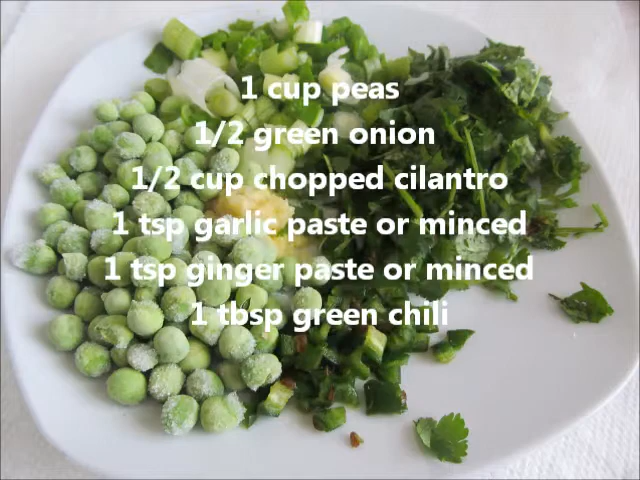 1 cup peas
1/2 green onion
1/2 cup chopped cilantro
1 tsp garlic paste or minced
1 tsp ginger paste or minced
1 tbsp green chili